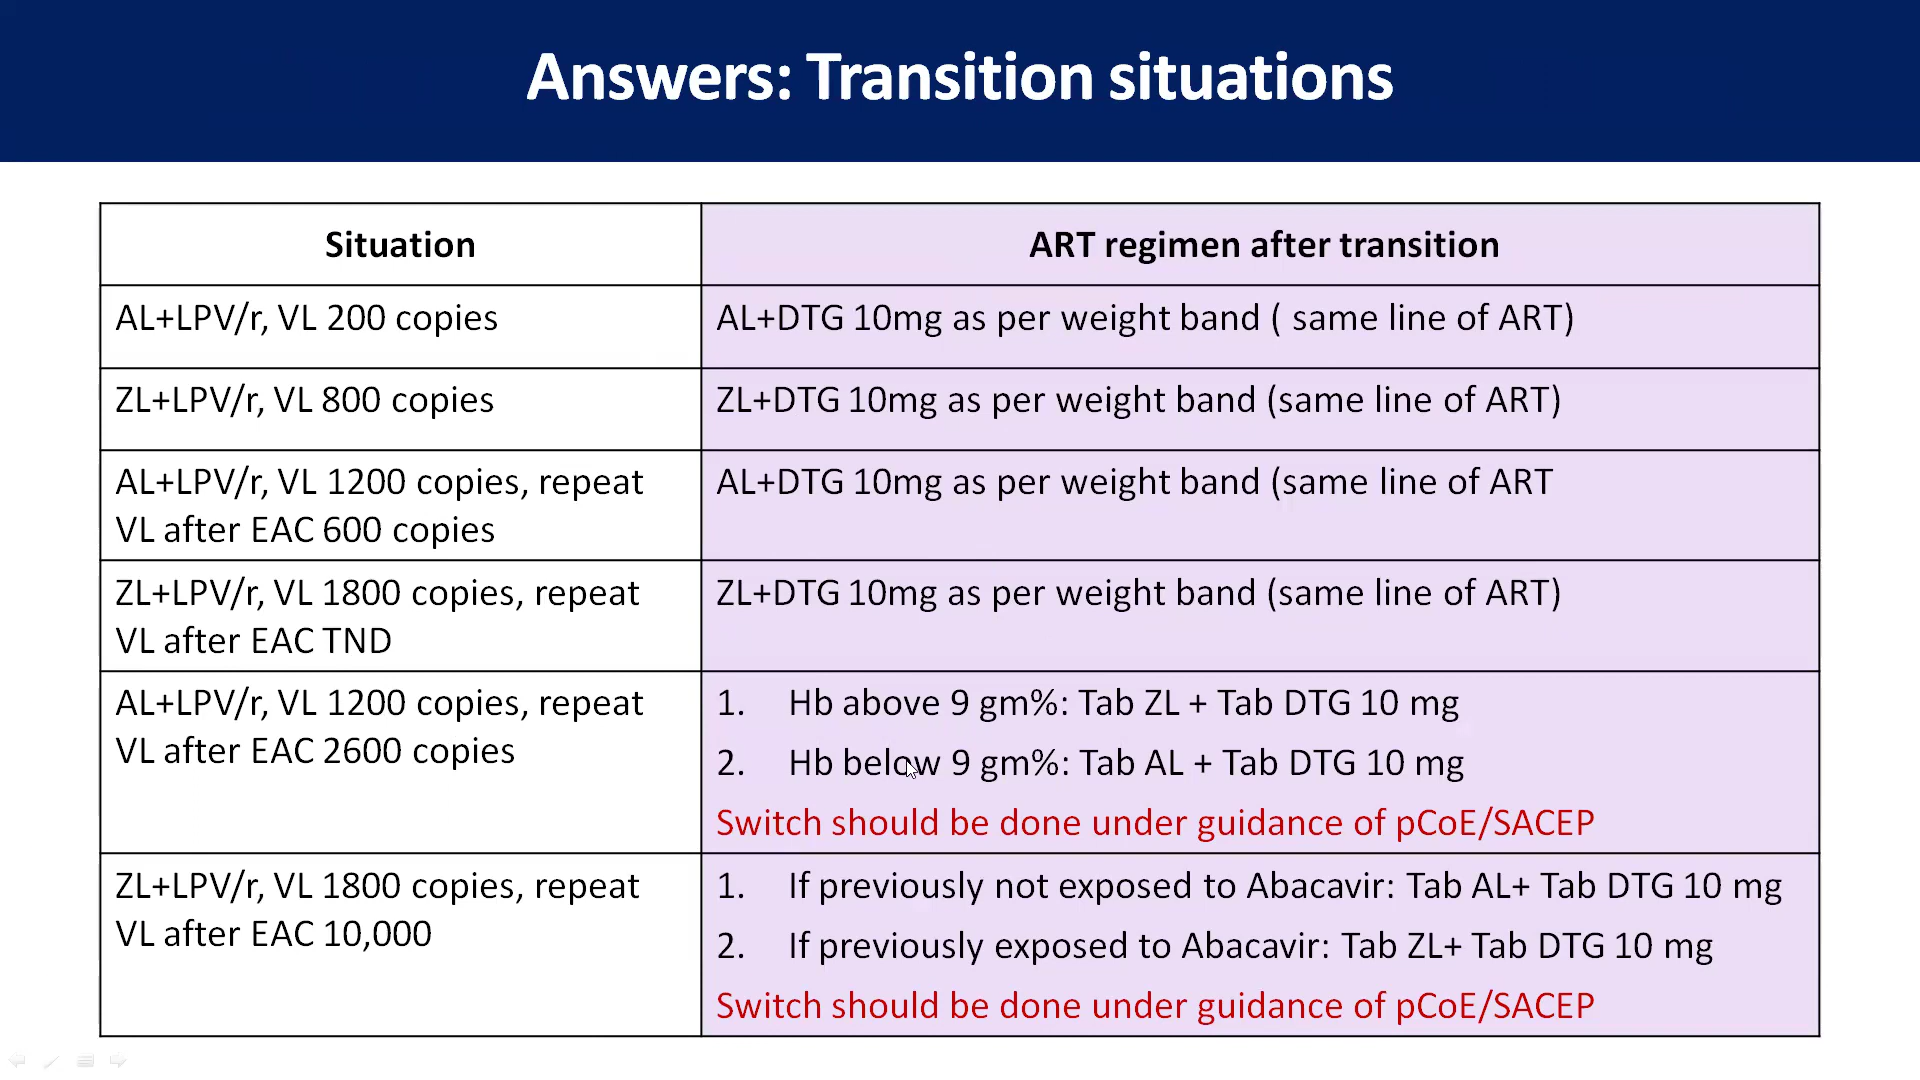 Answers: Transition situations
Situation
ART regimen after transition
AL+LPV/r, VL 200 copies
AL+DTG 10mg as per weight band ( same line of ART)
ZL+LPV/r, VL 800 copies
ZL+DTG 10mg as per weight band (same line of ART)
AL+LPV/r, VL 1200 copies, repeat
VL after EAC 600 copies
AL+DTG 10mg as per weight band (same line of ART
ZL+LPV/r, VL 1800 copies, repeat
VL after EAC TND
ZL+DTG 10mg as per weight band (same line of ART)
AL+LPV/r, VL 1200 copies, repeat
VL after EAC 2600 copies
1. Hb above 9 gm%: Tab ZL + Tab DTG 10 mg
2. Hb below 9 gm%: Tab AL + Tab DTG 10 mg
Switch should be done under guidance of pCoE/SACEP
ZL+LPV/r, VL 1800 copies, repeat
VL after EAC 10,000
1. If previously not exposed to Abacavir: Tab AL+ Tab DTG 10 mg
2. If previously exposed to Abacavir: Tab ZL+ Tab DTG 10 mg
Switch should be done under guidance of pCoE/SACEP